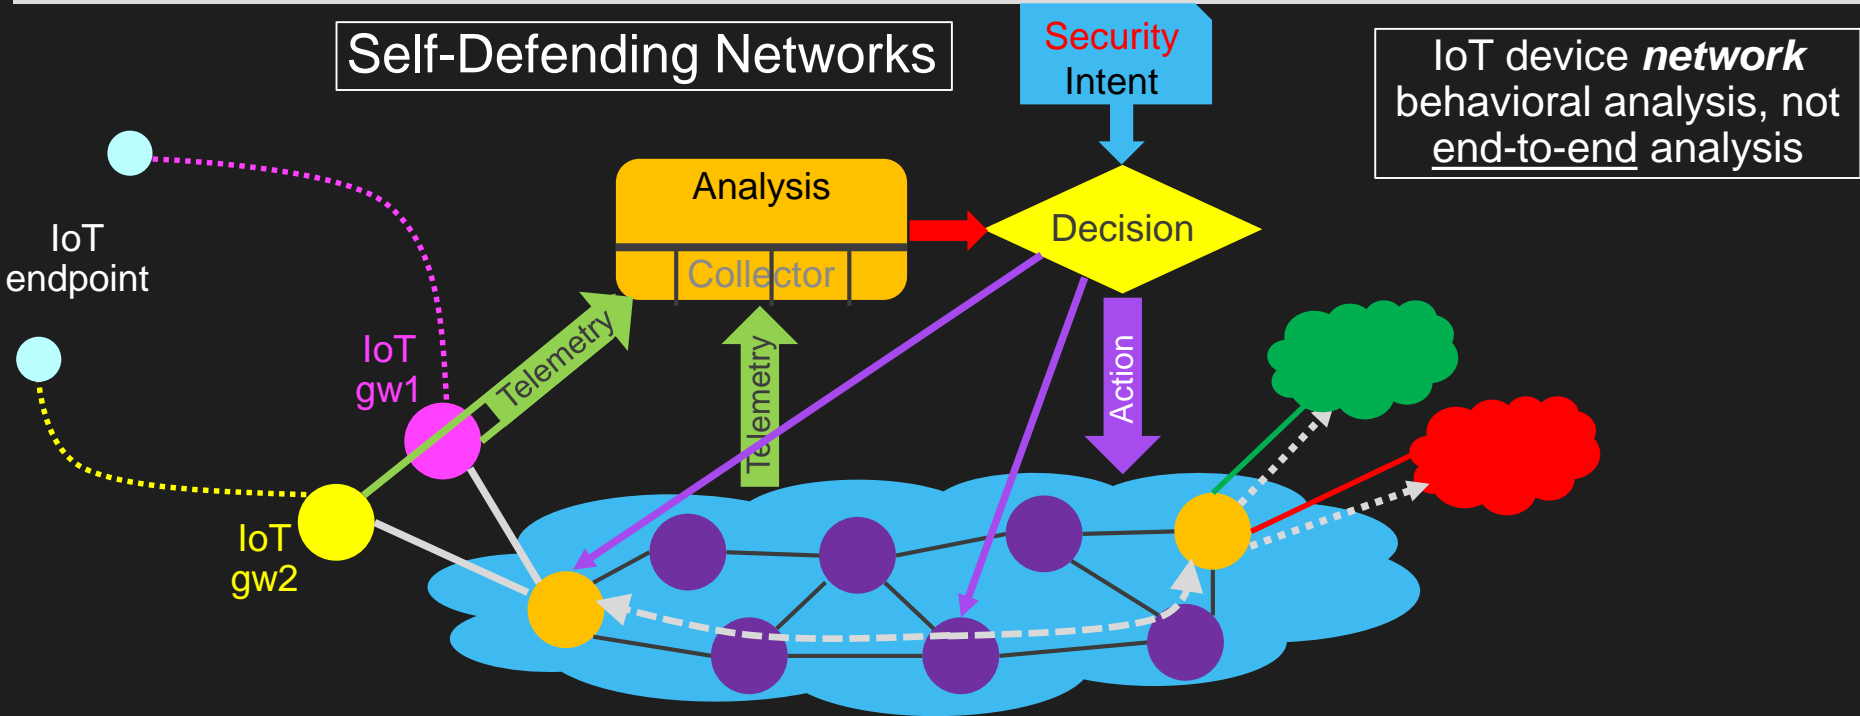 Self-Defending Networks
Security
Intent
IoT device network
behavioral analysis, not
end-to-end analysis
Analysis
Collector
Decision
IoT
endpoint
IoT
gw1
Telemetry
Telemetry
Action
IoT
gw2